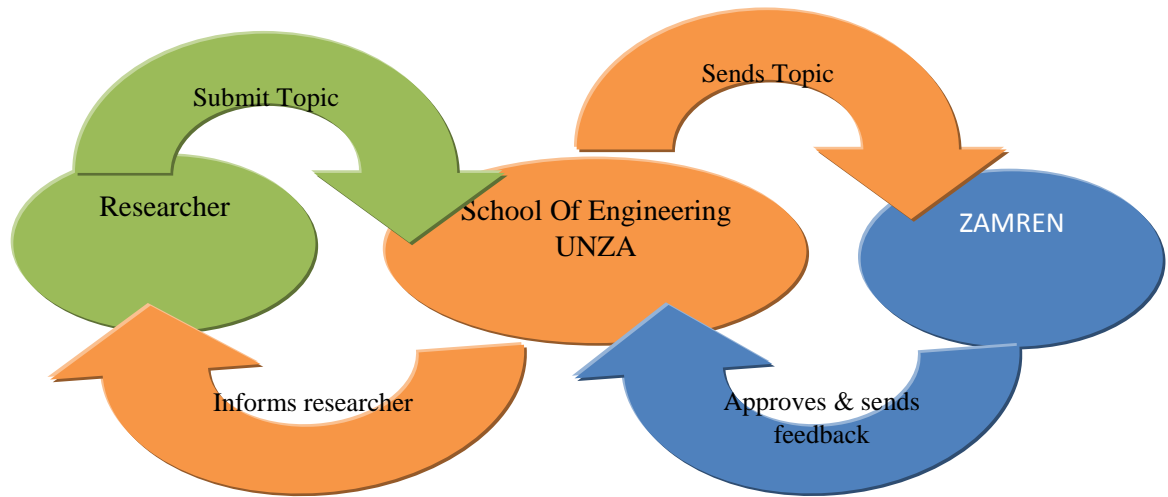 Submit Topic
Sends Topic
Researcher
School Of Engineering
UNZA
ZAMREN
Informs researcher
Approves & sends
feedback